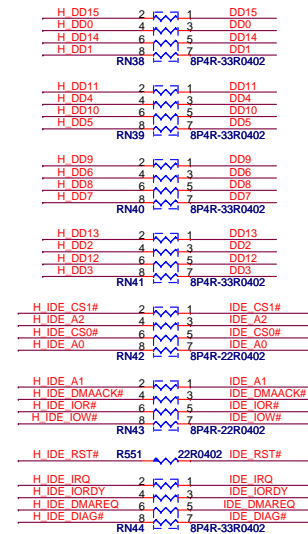 H_DD15 2 1 DD15
H_DD0 4 3 DD0
H_DD14 6 5 DD14
H_DD1 8 7 DD1
RN38 8P4R-33R0402
H_DD11 2 1 DD11
H_DD4 4 3 DD4
H_DD10 6 5 DD10
H_DD5 8 7 DD5
RN39 8P4R-33R0402
H_DD9 2 1 DD9
H_DD6 4 3 DD6
H_DD8 6 5 DD8
H_DD7 8 7 DD7
RN40 8P4R-33R0402
H_DD13 2 1 DD13
H_DD2 4 3 DD2
H_DD12 6 5 DD12
H_DD3 8 7 DD3
RN41 8P4R-33R0402
H_IDE_CS1# 2 1 IDE_CS1#
H_IDE_A2 4 3 IDE_A2
H_IDE_CS0# 6 5 IDE_CS0#
H_IDE_A0 8 7 IDE_A0
RN42 8P4R-22R0402
H_IDE_A1 2 1 IDE_A1
H_IDE_DMAACK# 4 3 IDE_DMAACK#
H_IDE_IOR# 6 5 IDE_IOR#
H_IDE_IOW# 8 7 IDE_IOW#
RN43 8P4R-22R0402
H_IDE_RST# R551 22R0402 IDE_RST#
H_IDE_IRQ 2 1 IDE_IRQ
H_IDE_IORDY 4 3 IDE_IORDY
H_IDE_DMAREQ 6 5 IDE_DMAREQ
H_IDE_DIAG# 8 7 IDE_DIAG#
RN44 8P4R-33R0402